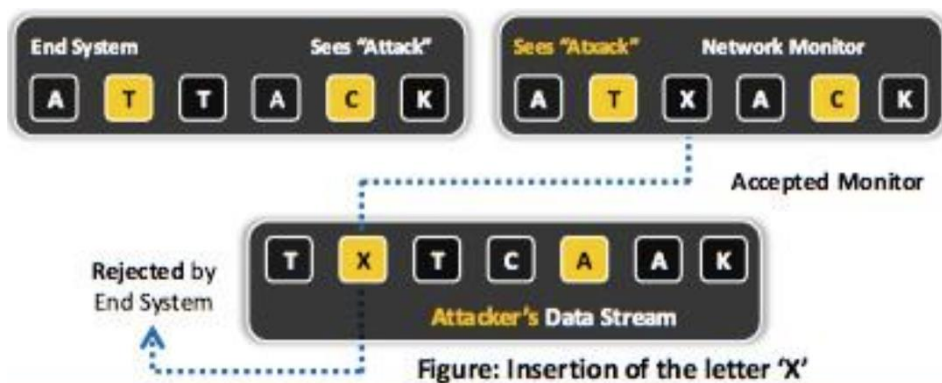 End System Sees "Attack"
A T T A C K
Sees "Atxack" Network Monitor
A T X A C K
Accepted Monitor
T X T C A A K
Attacker's Data Stream
Rejected by
End System
Figure: Insertion of the letter 'X'